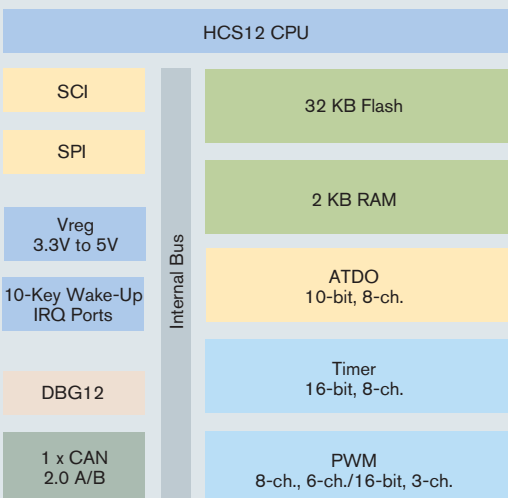 HCS12 CPU
SCI
SPI
Vreg
3.3V to 5V
10-Key Wake-Up
IRQ Ports
DBG12
1 x CAN
2.0 A/B
Internal Bus
32 KB Flash
2 KB RAM
ATDO
10-bit, 8-ch.
Timer
16-bit, 8-ch.
PWM
8-ch., 6-ch./16-bit, 3-ch.